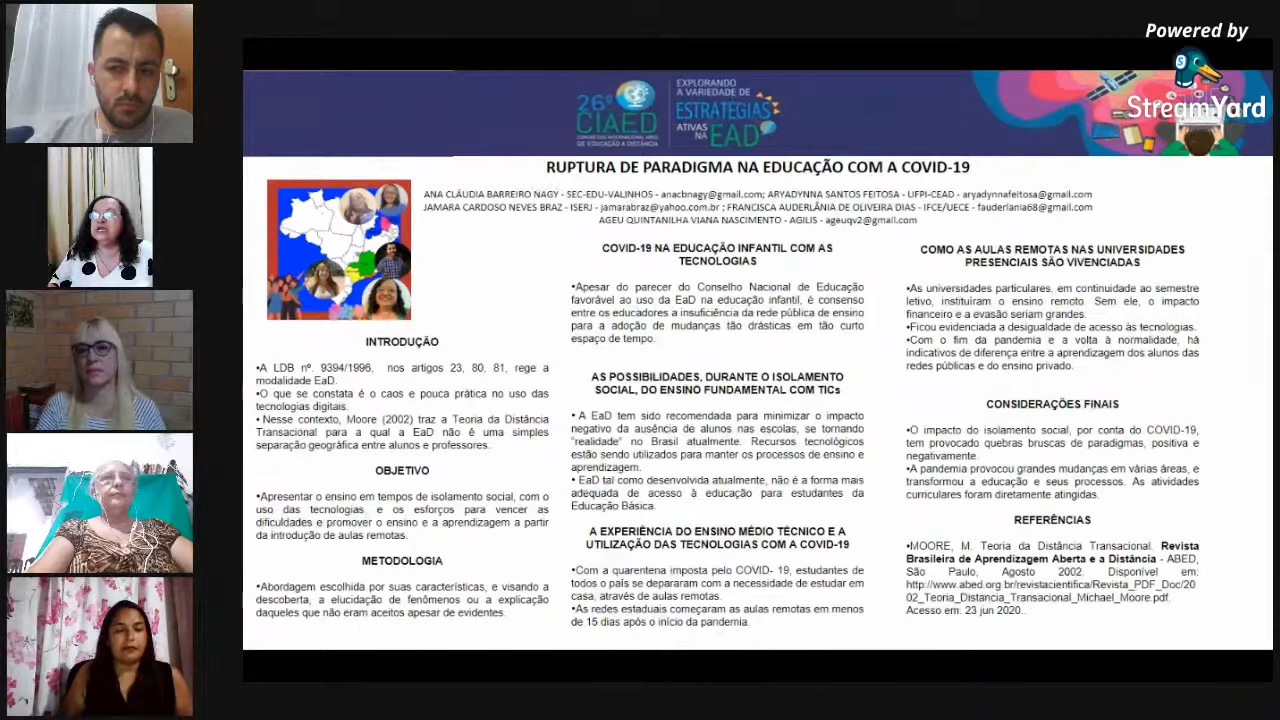 Powered by
StreamYard
26º
CIAED
CONGRESSO INTERNACIONAL ABED
DE EDUCAÇÃO A DISTÂNCIA
EXPLORANDO
A VARIEDADE DE
ESTRATÉGIAS
ATIVAS
NA EAD
RUPTURA DE PARADIGMA NA EDUCAÇÃO COM A COVID-19
ANA CLÁUDIA BARREIRO NAGY - SEC-EDU-VALINHOS - anacbnagy@gmail.com; ARYADYNNA SANTOS FEITOSA - UFPI-CEAD - aryadynnafeitosa@gmail.com
JAMARA CARDOSO NEVES BRAZ - ISERJ - jamarabraz@yahoo.com.br ; FRANCISCA AUDERLÂNIA DE OLIVEIRA DIAS - IFCE/UECE - fauderlania68@gmail.com
AGEU QUINTANILHA VIANA NASCIMENTO - AGILIS - ageuqv2@gmail.com
INTRODUÇÃO
•A LDB nº. 9394/1996, nos artigos 23, 80, 81, rege a
modalidade EaD.
•O que se constata é o caos e pouca prática no uso das
tecnologias digitais.
• Nesse contexto, Moore (2002) traz a Teoria da Distância
Transacional para a qual a EaD não é uma simples
separação geográfica entre alunos e professores.
OBJETIVO
•Apresentar o ensino em tempos de isolamento social, com o
uso das tecnologias, e os esforços para vencer as
dificuldades e promover o ensino e a aprendizagem a partir
da introdução de aulas remotas.
METODOLOGIA
•Abordagem escolhida por suas características, e visando a
descoberta, a elucidação de fenômenos ou a explicação
daqueles que não eram aceitos apesar de evidentes.
COVID-19 NA EDUCAÇÃO INFANTIL COM AS
TECNOLOGIAS
•Apesar do parecer do Conselho Nacional de Educação
favorável ao uso da EaD na educação infantil, é consenso
entre os educadores a insuficiência da rede pública de ensino
para a adoção de mudanças tão drásticas em tão curto
espaço de tempo.
AS POSSIBILIDADES, DURANTE O ISOLAMENTO
SOCIAL, DO ENSINO FUNDAMENTAL COM TICs
• A EaD tem sido recomendada para minimizar o impacto
negativo da ausência de alunos nas escolas, se tornando
"realidade" no Brasil atualmente. Recursos tecnológicos
estão sendo utilizados para manter os processos de ensino e
aprendizagem.
• EaD tal como desenvolvida atualmente, não é a forma mais
adequada de acesso à educação para estudantes da
Educação Básica.
A EXPERIÊNCIA DO ENSINO MÉDIO TÉCNICO E A
UTILIZAÇÃO DAS TECNOLOGIAS COM A COVID-19
•Com a quarentena imposta pelo COVID- 19, estudantes de
todos o país se depararam com a necessidade de estudar em
casa, através de aulas remotas.
•As redes estaduais começaram as aulas remotas em menos
de 15 dias após o início da pandemia.
COMO AS AULAS REMOTAS NAS UNIVERSIDADES
PRESENCIAIS SÃO VIVENCIADAS
•As universidades particulares, em continuidade ao semestre
letivo, instituíram o ensino remoto. Sem ele, o impacto
financeiro e a evasão seriam grandes.
•Ficou evidenciada a desigualdade de acesso às tecnologias.
•Com o fim da pandemia e a volta à normalidade, há
indicativos de diferença entre a aprendizagem dos alunos das
redes públicas e do ensino privado.
CONSIDERAÇÕES FINAIS
•O impacto do isolamento social, por conta do COVID-19,
tem provocado quebras bruscas de paradigmas, positiva e
negativamente.
•A pandemia provocou grandes mudanças em várias áreas, e
transformou a educação e seus processos. As atividades
curriculares foram diretamente atingidas.
REFERÊNCIAS
•MOORE, M. Teoria da Distância Transacional. Revista
Brasileira de Aprendizagem Aberta e a Distância - ABED,
São Paulo, Agosto 2002. Disponível em:
http://www.abed.org.br/revistacientifica/Revista_PDF_Doc/20
02_Teoria_Distancia_Transacional_Michael_Moore.pdf.
Acesso em: 23 jun 2020..